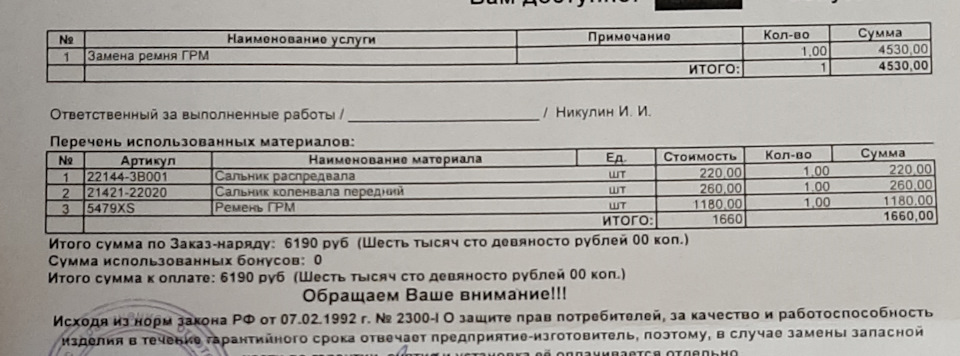 Вам доступно:
№ Наименование услуги Примечание Кол-во Сумма
1 Замена ремня ГРМ 1,00 4530,00
ИТОГО: 1 4530,00
Ответственный за выполненные работы / / Никулин И. И.
Перечень использованных материалов:
№ Артикул Наименование материала Ед. Стоимость Кол-во Сумма
1 22144-3B001 Сальник распредвала шт 220,00 1,00 220,00
2 21421-22020 Сальник коленвала передний шт 260,00 1,00 260,00
3 5479XS Ремень ГРМ шт 1180,00 1,00 1180,00
ИТОГО: 1660 1660,00
Итого сумма по Заказ-наряду: 6190 руб (Шесть тысяч сто девяносто рублей 00 коп.)
Сумма использованных бонусов: 0
Итого сумма к оплате: 6190 руб (Шесть тысяч сто девяносто рублей 00 коп.)
Обращаем Ваше внимание!!!
Исходя из норм закона РФ от 07.02.1992 г. № 2300-I О защите прав потребителей, за качество и работоспособность
изделия в течение гарантийного срока отвечает предприятие-изготовитель, поэтому, в случае замены запасной
установка её оплачивается отдельно